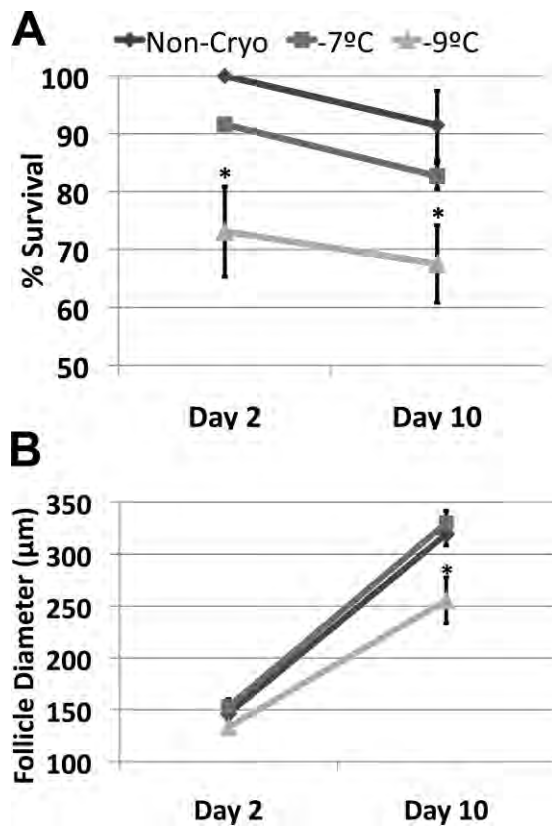 A
Non-Cryo -7ºC -9ºC
100
90
80
70
60
50
% Survival
*
*
Day 2 Day 10
B
350
300
250
200
150
100
Follicle Diameter (μm)
*
Day 2 Day 10